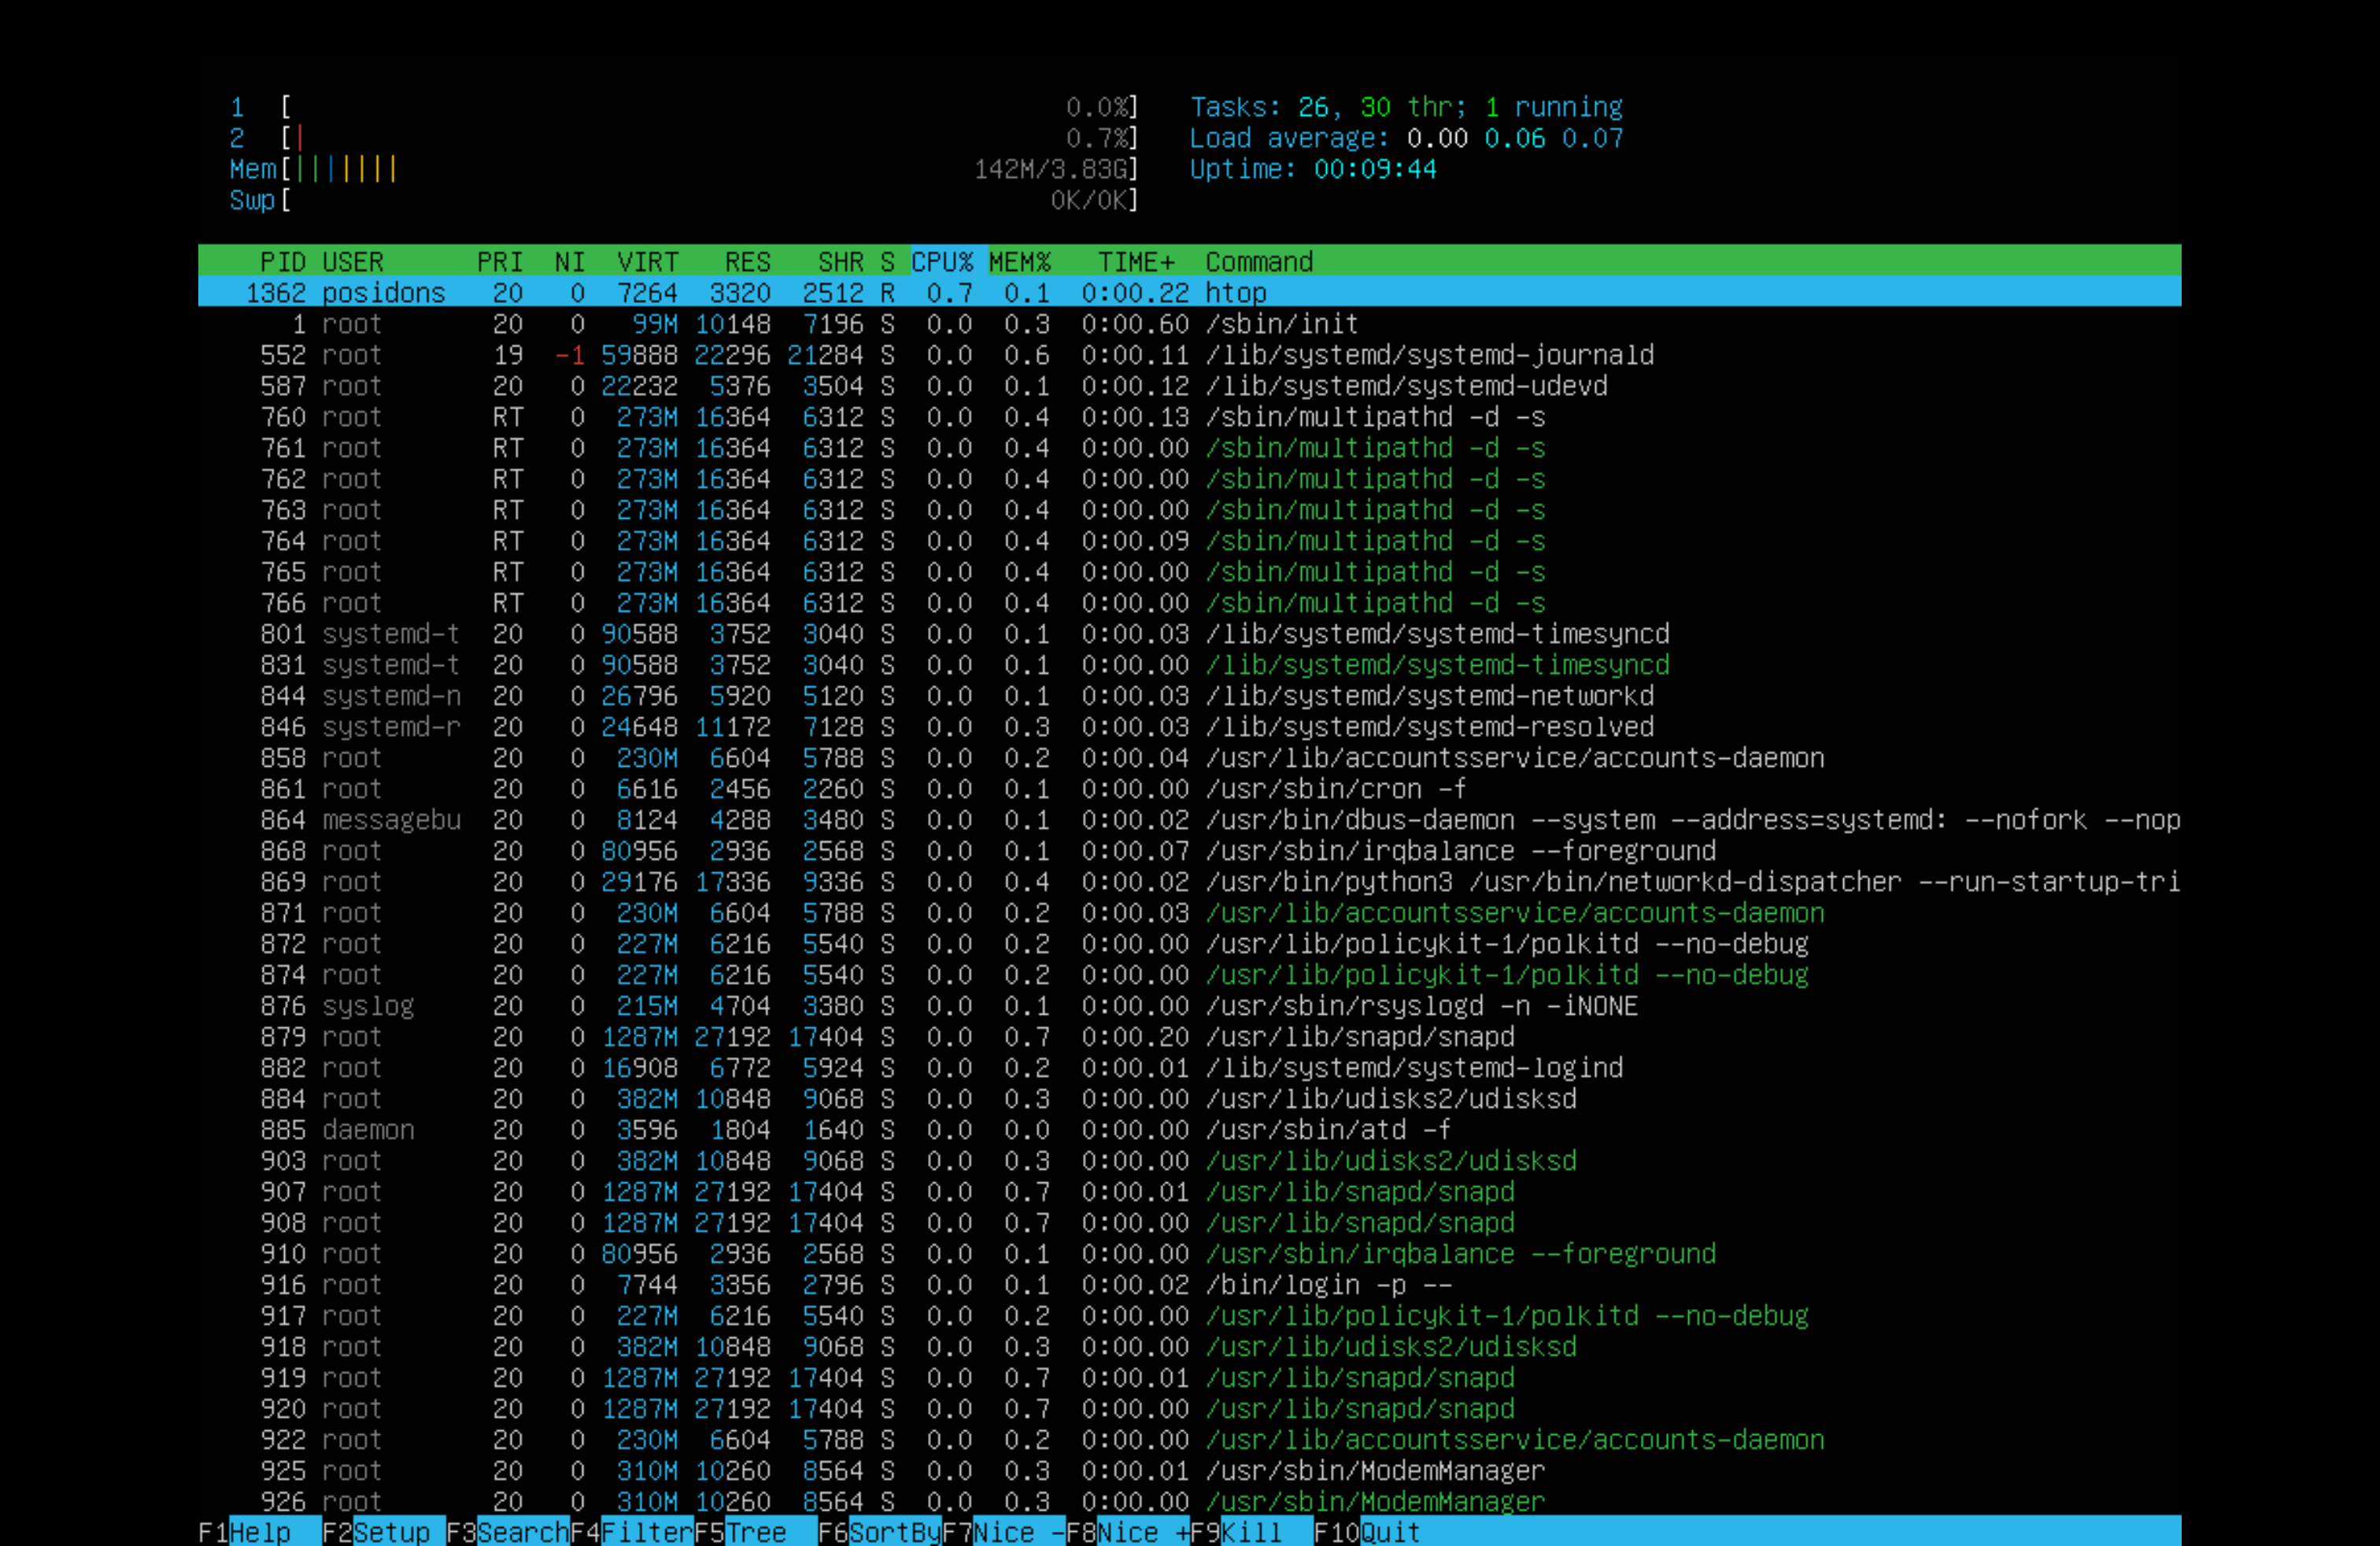 1 [ 0.0%] Tasks: 26, 30 thr; 1 running
2 [| 0.7%] Load average: 0.00 0.06 0.07
Mem[||||||| 142M/3.83G] Uptime: 00:09:44
Swp[ 0K/0K]
PID USER PRI NI VIRT RES SHR S CPU% MEM% TIME+ Command
1362 posidons 20 0 7264 3320 2512 R 0.7 0.1 0:00.22 htop
1 root 20 0 99M 10148 7196 S 0.0 0.3 0:00.60 /sbin/init
552 root 19 -1 59888 22296 21284 S 0.0 0.6 0:00.11 /lib/systemd/systemd-journald
587 root 20 0 22232 5376 3504 S 0.0 0.1 0:00.12 /lib/systemd/systemd-udevd
760 root RT 0 273M 16364 6312 S 0.0 0.4 0:00.13 /sbin/multipathd -d -s
761 root RT 0 273M 16364 6312 S 0.0 0.4 0:00.00 /sbin/multipathd -d -s
762 root RT 0 273M 16364 6312 S 0.0 0.4 0:00.00 /sbin/multipathd -d -s
763 root RT 0 273M 16364 6312 S 0.0 0.4 0:00.00 /sbin/multipathd -d -s
764 root RT 0 273M 16364 6312 S 0.0 0.4 0:00.09 /sbin/multipathd -d -s
765 root RT 0 273M 16364 6312 S 0.0 0.4 0:00.00 /sbin/multipathd -d -s
766 root RT 0 273M 16364 6312 S 0.0 0.4 0:00.00 /sbin/multipathd -d -s
801 systemd-t 20 0 90588 3752 3040 S 0.0 0.1 0:00.03 /lib/systemd/systemd-timesyncd
831 systemd-t 20 0 90588 3752 3040 S 0.0 0.1 0:00.00 /lib/systemd/systemd-timesyncd
844 systemd-n 20 0 26796 5920 5120 S 0.0 0.1 0:00.03 /lib/systemd/systemd-networkd
846 systemd-r 20 0 24648 11172 7128 S 0.0 0.3 0:00.03 /lib/systemd/systemd-resolved
858 root 20 0 230M 6604 5788 S 0.0 0.2 0:00.04 /usr/lib/accountsservice/accounts-daemon
861 root 20 0 6616 2456 2260 S 0.0 0.1 0:00.00 /usr/sbin/cron -f
864 messagebu 20 0 8124 4288 3480 S 0.0 0.1 0:00.02 /usr/bin/dbus-daemon --system --address=systemd: --nofork --nop
868 root 20 0 80956 2936 2568 S 0.0 0.1 0:00.07 /usr/sbin/irqbalance --foreground
869 root 20 0 29176 17336 9336 S 0.0 0.4 0:00.02 /usr/bin/python3 /usr/bin/networkd-dispatcher --run-startup-tri
871 root 20 0 230M 6604 5788 S 0.0 0.2 0:00.03 /usr/lib/accountsservice/accounts-daemon
872 root 20 0 227M 6216 5540 S 0.0 0.2 0:00.00 /usr/lib/policykit-1/polkitd --no-debug
874 root 20 0 227M 6216 5540 S 0.0 0.2 0:00.00 /usr/lib/policykit-1/polkitd --no-debug
876 syslog 20 0 215M 4704 3380 S 0.0 0.1 0:00.00 /usr/sbin/rsyslogd -n -iNONE
879 root 20 0 1287M 27192 17404 S 0.0 0.7 0:00.20 /usr/lib/snapd/snapd
882 root 20 0 16908 6772 5924 S 0.0 0.2 0:00.01 /lib/systemd/systemd-logind
884 root 20 0 382M 10848 9068 S 0.0 0.3 0:00.00 /usr/lib/udisks2/udisksd
885 daemon 20 0 3596 1804 1640 S 0.0 0.0 0:00.00 /usr/sbin/atd -f
903 root 20 0 382M 10848 9068 S 0.0 0.3 0:00.00 /usr/lib/udisks2/udisksd
907 root 20 0 1287M 27192 17404 S 0.0 0.7 0:00.01 /usr/lib/snapd/snapd
908 root 20 0 1287M 27192 17404 S 0.0 0.7 0:00.00 /usr/lib/snapd/snapd
910 root 20 0 80956 2936 2568 S 0.0 0.1 0:00.00 /usr/sbin/irqbalance --foreground
916 root 20 0 7744 3356 2796 S 0.0 0.1 0:00.02 /bin/login -p --
917 root 20 0 227M 6216 5540 S 0.0 0.2 0:00.00 /usr/lib/policykit-1/polkitd --no-debug
918 root 20 0 382M 10848 9068 S 0.0 0.3 0:00.00 /usr/lib/udisks2/udisksd
919 root 20 0 1287M 27192 17404 S 0.0 0.7 0:00.01 /usr/lib/snapd/snapd
920 root 20 0 1287M 27192 17404 S 0.0 0.7 0:00.00 /usr/lib/snapd/snapd
922 root 20 0 230M 6604 5788 S 0.0 0.2 0:00.00 /usr/lib/accountsservice/accounts-daemon
925 root 20 0 310M 10260 8564 S 0.0 0.3 0:00.01 /usr/sbin/ModemManager
926 root 20 0 310M 10260 8564 S 0.0 0.3 0:00.00 /usr/sbin/ModemManager
F1Help F2Setup F3SearchF4FilterF5Tree F6SortByF7Nice -F8Nice +F9Kill F10Quit